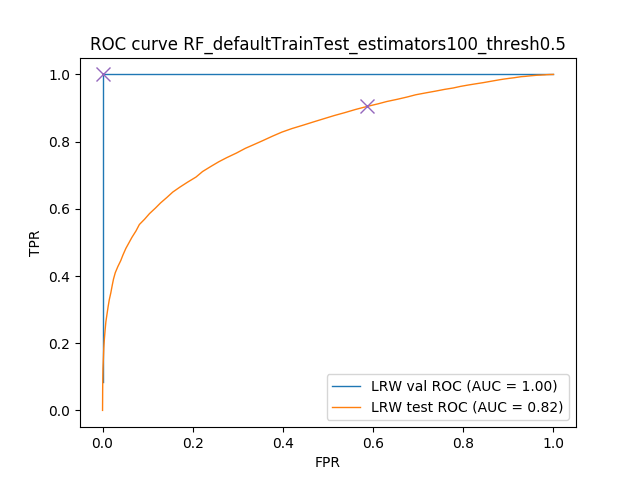 ROC curve RF_defaultTrainTest_estimators100_thresh0.5
1.0
0.8
0.6
0.4
0.2
0.0
TPR
LRW val ROC (AUC = 1.00)
LRW test ROC (AUC = 0.82)
0.0 0.2 0.4 0.6 0.8 1.0
FPR